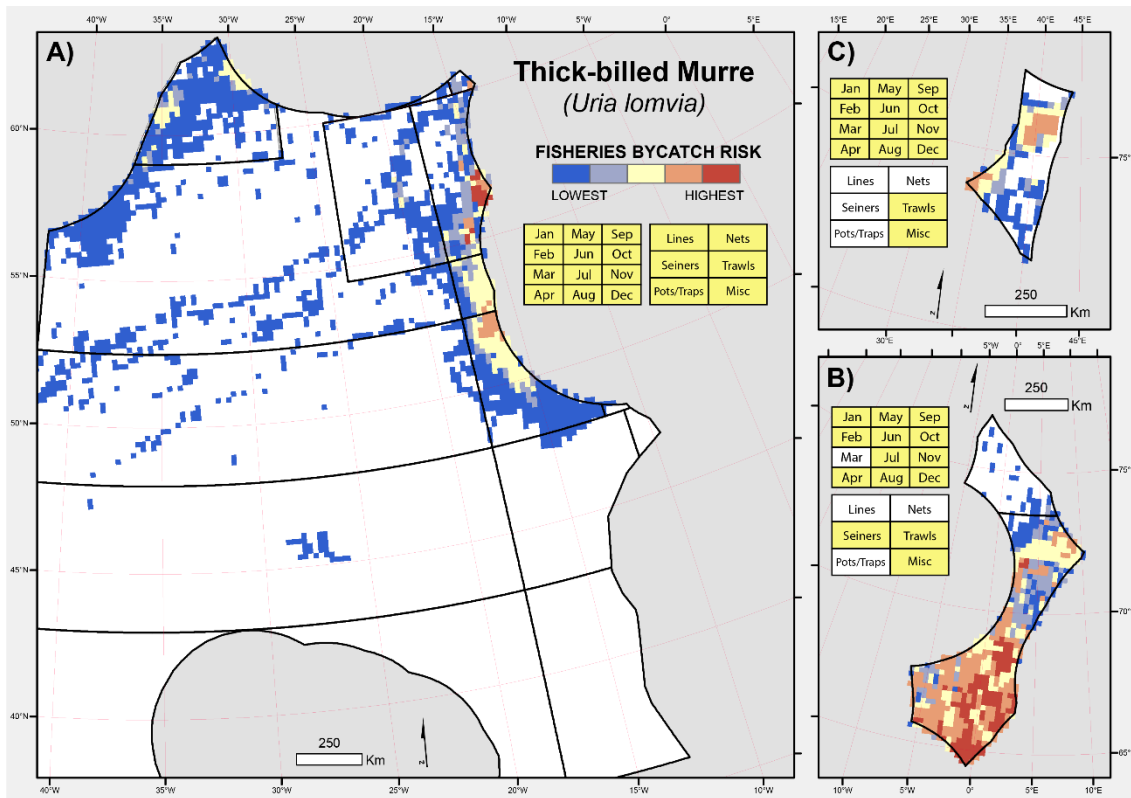 40°W 35°W 30°W 25°W 20°W 15°W 10°W 5°E
15°E 25°E 30°E 35°E 40°E 45°E
A)
Thick-billed Murre
(Uria lomvia)
FISHERIES BYCATCH RISK
LOWEST HIGHEST
Jan May Sep
Feb Jun Oct
Mar Jul Nov
Apr Aug Dec
Lines Nets
Seiners Trawls
Pots/Traps Misc
60°N
55°N
50°N
45°N
40°N
250
Km
z
35°W 30°W 25°W 20°W 15°W 10°W
C)
Jan May Sep
Feb Jun Oct
Mar Jul Nov
Apr Aug Dec
Lines Nets
Seiners Trawls
Pots/Traps Misc
75°
250
Km
z
30°E 5°W 0° 5°E 45°E
B)
250
Km
z
Jan May Sep
Feb Jun Oct
Mar Jul Nov
Apr Aug Dec
Lines Nets
Seiners Trawls
Pots/Traps Misc
75°
70°
65°
10°W 5°W 0° 5°E 10°E